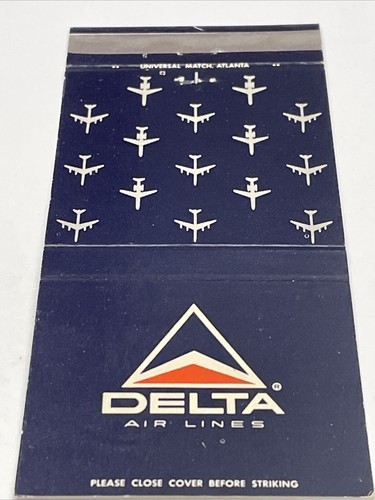 UNIVERSAL MATCH, ATLANTA
DELTA®
AIR LINES
PLEASE CLOSE COVER BEFORE STRIKING